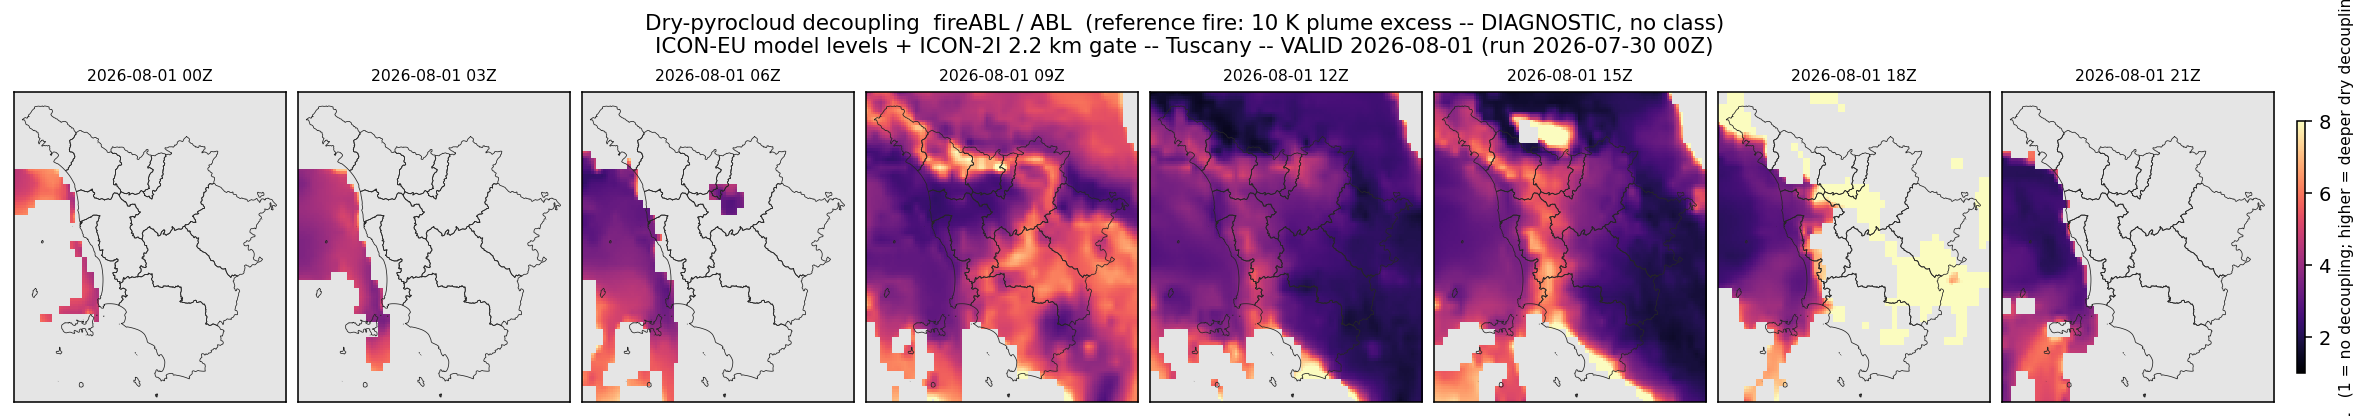 Dry-pyrocloud decoupling  fireABL / ABL  (reference fire: 10 K plume excess -- DIAGNOSTIC, no class)
ICON-EU model levels + ICON-2I 2.2 km gate -- Tuscany -- VALID 2026-08-01 (run 2026-07-30 00Z)
2026-08-01 00Z
2026-08-01 03Z
2026-08-01 06Z
2026-08-01 09Z
2026-08-01 12Z
2026-08-01 15Z
2026-08-01 18Z
2026-08-01 21Z
8
6
4
2
(1 = no decoupling; higher = deeper dry decoupling